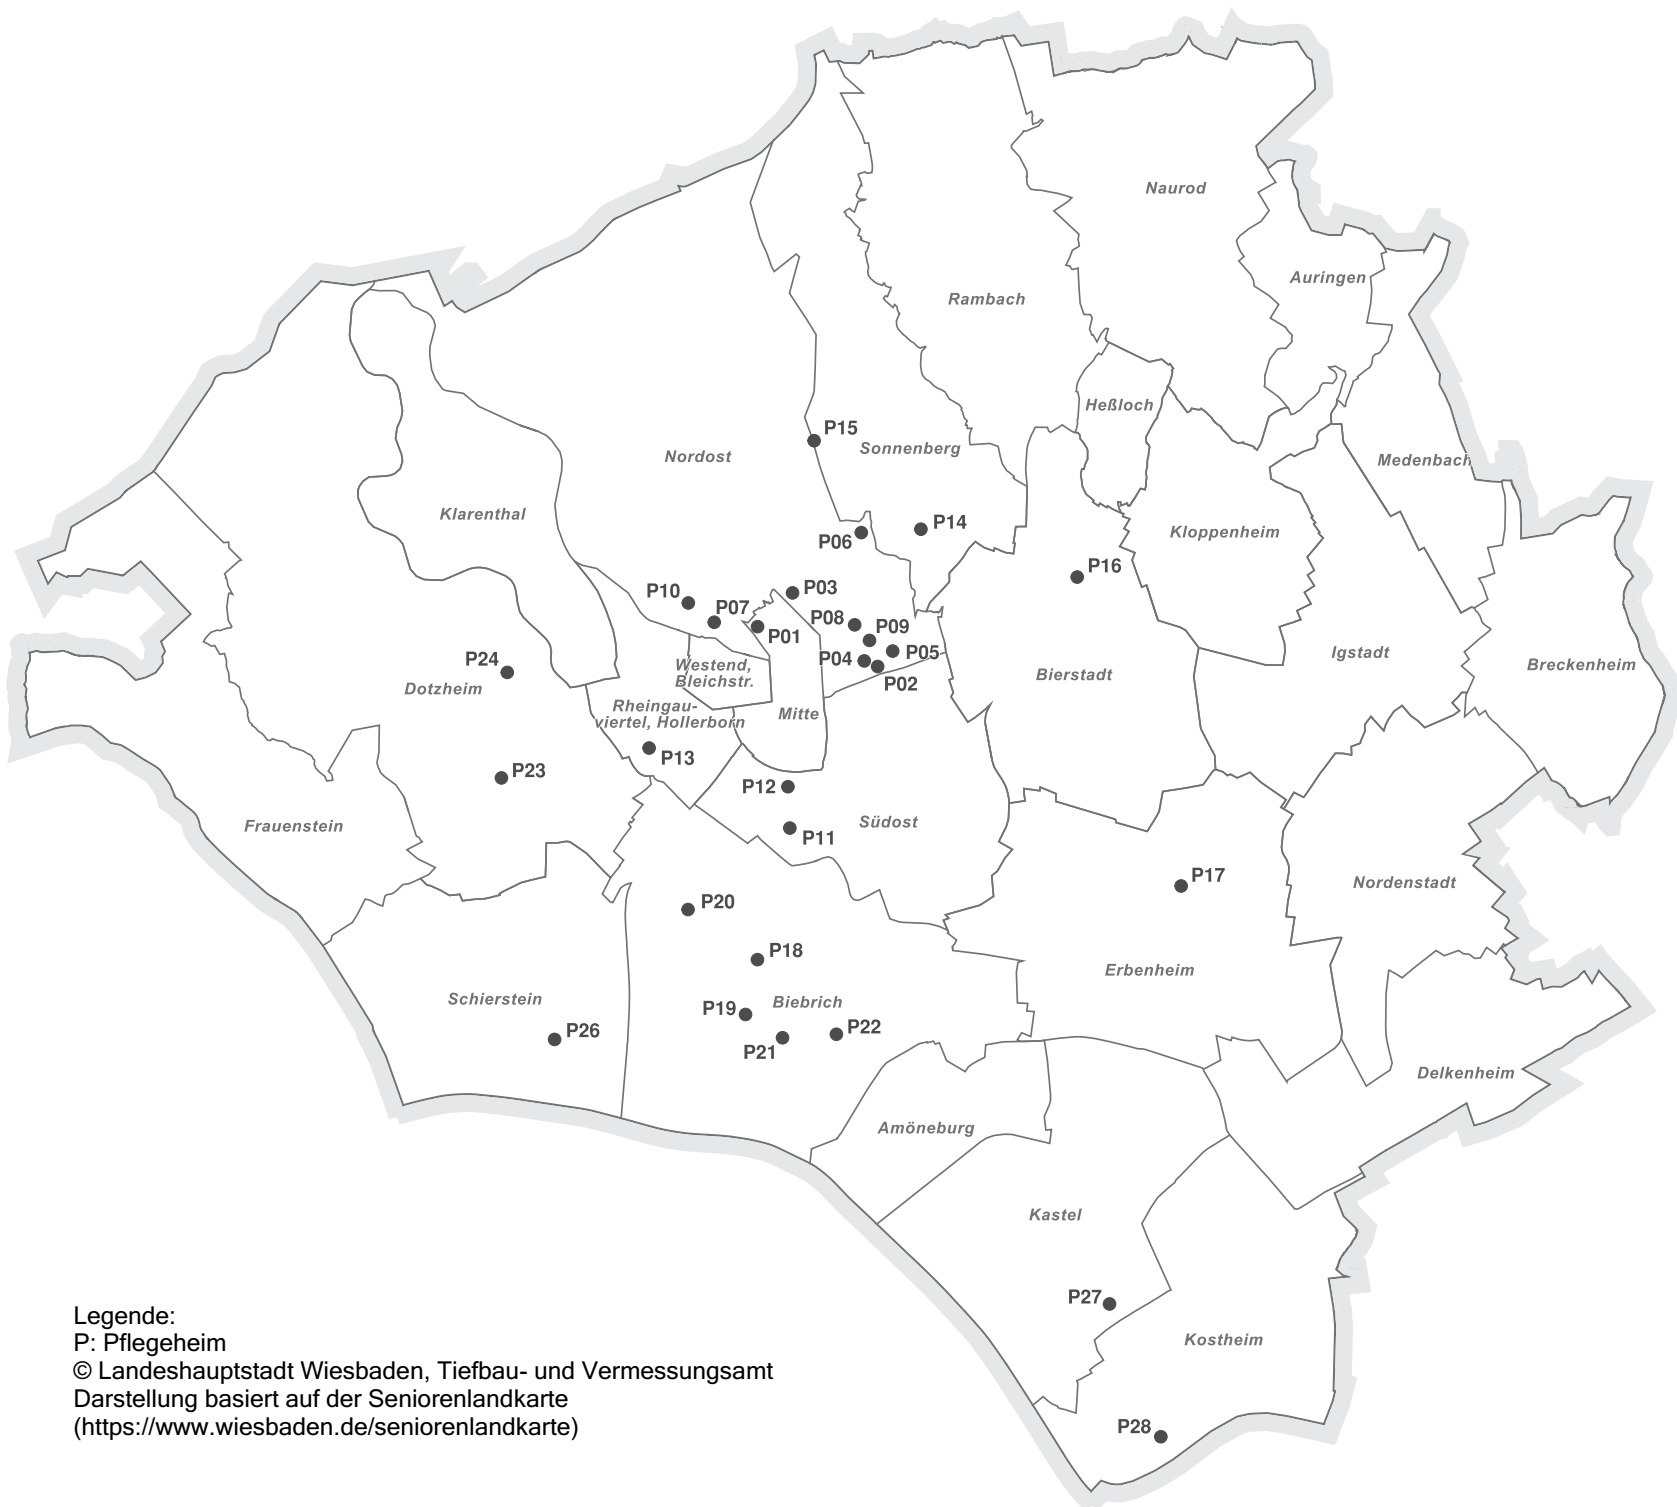 Naurod
Auringen
Rambach
Heßloch
P15
Sonnenberg
Nordost
Medenbach
Klarenthal
P14
P06
Kloppenheim
P16
P03
P10
P07
P08
P09
P01
P05
P04
Igstadt
Breckenheim
P24
Westend,
Bleichstr.
P02
Bierstadt
Dotzheim
Rheingau-
viertel, Hollerborn
Mitte
P13
P23
P12
Frauenstein
Südost
P11
P17
Nordenstadt
P20
P18
Erbenheim
Schierstein
Biebrich
P19
P26
P22
P21
Delkenheim
Amöneburg
Kastel
P27
Kostheim
P28
Legende:
P: Pflegeheim
© Landeshauptstadt Wiesbaden, Tiefbau- und Vermessungsamt
Darstellung basiert auf der Seniorenlandkarte
(https://www.wiesbaden.de/seniorenlandkarte)